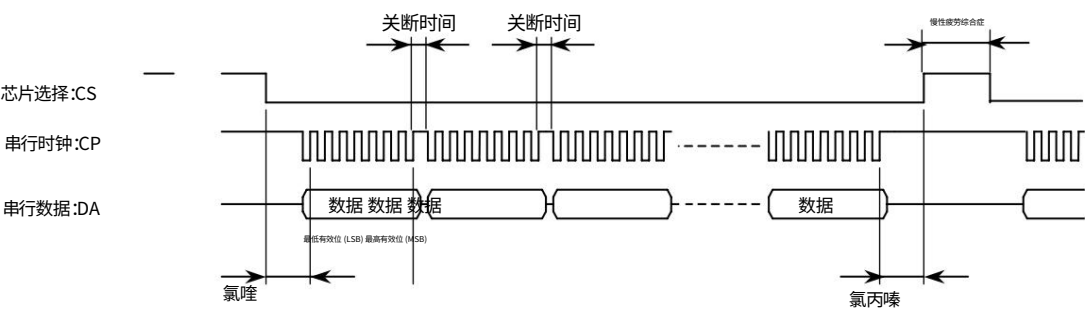 关断时间 关断时间 慢性疲劳综合症
芯片选择:CS
串行时钟:CP
串行数据:DA
数据 数据 数据 数据
最低有效位 (LSB) 最高有效位 (MSB)
氯喹 氯丙嗪